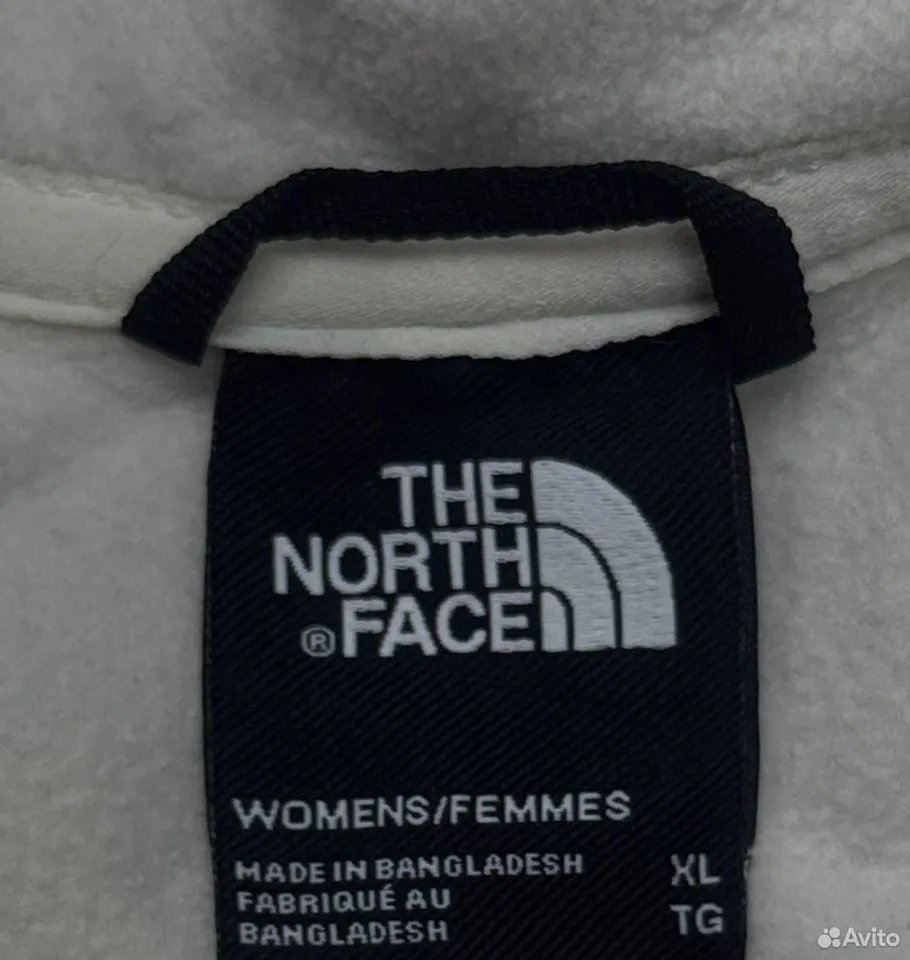 THE
NORTH
®FACE
WOMENS/FEMMES
MADE IN BANGLADESH XL
FABRIQUÉ AU
BANGLADESH TG
Avito